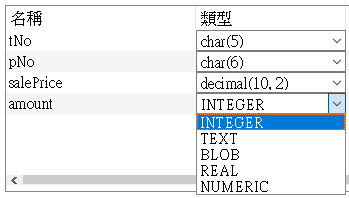 名稱 類型
tNo char(5)
pNo char(6)
salePrice decimal(10,2)
amount INTEGER
INTEGER
TEXT
BLOB
REAL
NUMERIC